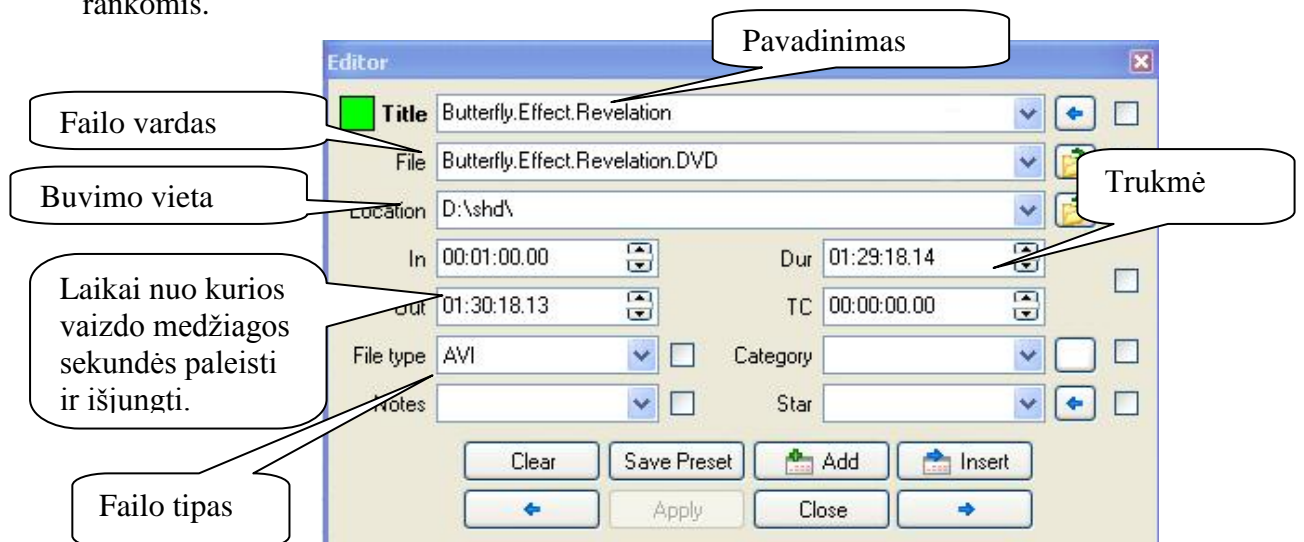 rankomis.
Pavadinimas
Editor
Title Butterfly.Effect.Revelation
Failo vardas
File Butterfly.Effect.Revelation.DVD
Trukmė
Buvimo vieta
Location D:\shd\
In 00:01:00.00 Dur 01:29:18.14
Laikai nuo kurios
vaizdo medžiagos
sekundės paleisti
ir išjungti.
Out 01:30:18.13 TC 00:00:00.00
File type AVI Category
Notes Star
Clear Save Preset Add Insert
Failo tipas
Apply Close